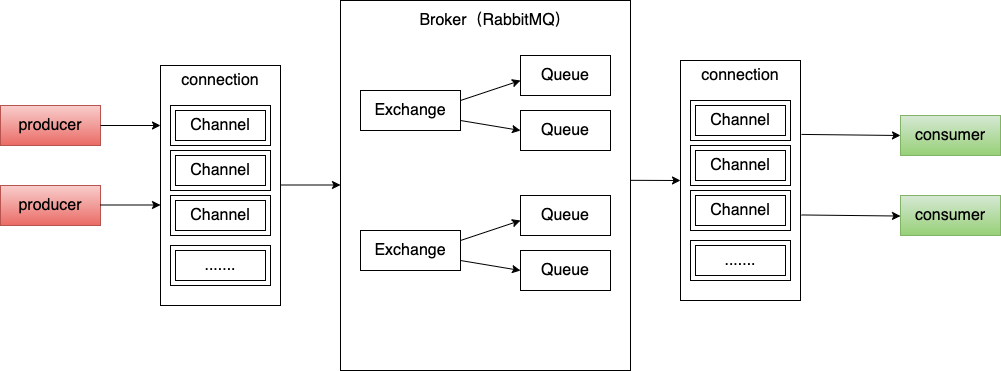 Broker（RabbitMQ）
producer
producer
connection
Channel
Channel
Channel
.......
Exchange
Queue
Queue
Exchange
Queue
Queue
connection
Channel
Channel
Channel
.......
consumer
consumer